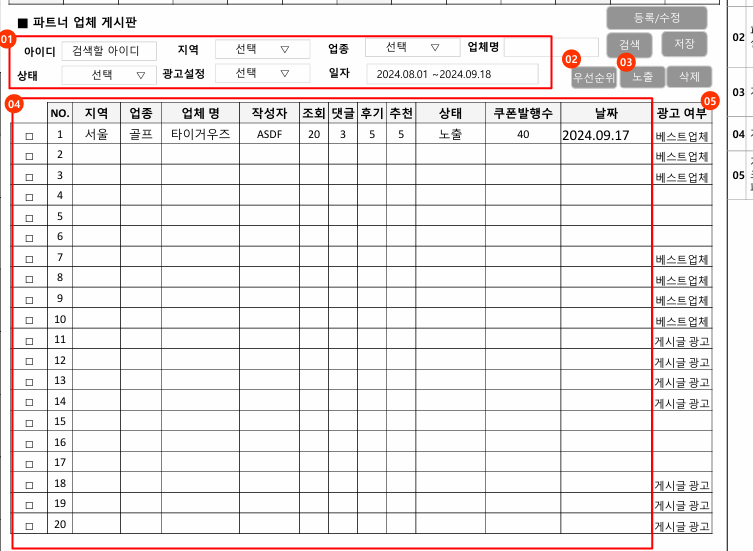 ■ 파트너 업체 게시판
등록/수정
01
아이디 검색할 아이디 지역 선택 ▽ 업종 선택 ▽ 업체명 검색 저장
02 03
상태 선택 ▽ 광고설정 선택 ▽ 일자 2024.08.01 ~2024.09.18 우선순위 노출 삭제
04 05
NO. 지역 업종 업체 명 작성자 조회 댓글 후기 추천 상태 쿠폰발행수 날짜 광고 여부
□ 1 서울 골프 타이거우즈 ASDF 20 3 5 5 노출 40 2024.09.17 베스트업체
□ 2 베스트업체
□ 3 베스트업체
□ 4
□ 5
□ 6
□ 7 베스트업체
□ 8 베스트업체
□ 9 베스트업체
□ 10 베스트업체
□ 11 게시글 광고
□ 12 게시글 광고
□ 13 게시글 광고
□ 14 게시글 광고
□ 15
□ 16
□ 17
□ 18 게시글 광고
□ 19 게시글 광고
□ 20 게시글 광고
02
03
04
05